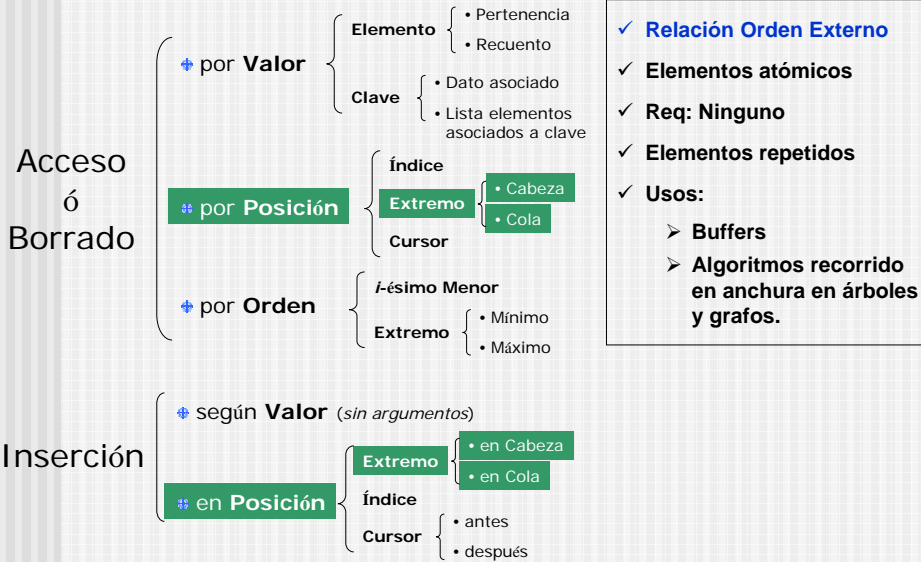 Acceso
ó
Borrado
por Valor
Elemento
• Pertenencia
• Recuento
Clave
• Dato asociado
• Lista elementos
asociados a clave
por Posición
Índice
Extremo
• Cabeza
• Cola
Cursor
por Orden
i-ésimo Menor
Extremo
• Mínimo
• Máximo
Inserción
según Valor (sin argumentos)
en Posición
Extremo
• en Cabeza
• en Cola
Índice
Cursor
• antes
• después
✓ Relación Orden Externo
✓ Elementos atómicos
✓ Req: Ninguno
✓ Elementos repetidos
✓ Usos:
➢ Buffers
➢ Algoritmos recorrido
en anchura en árboles
y grafos.